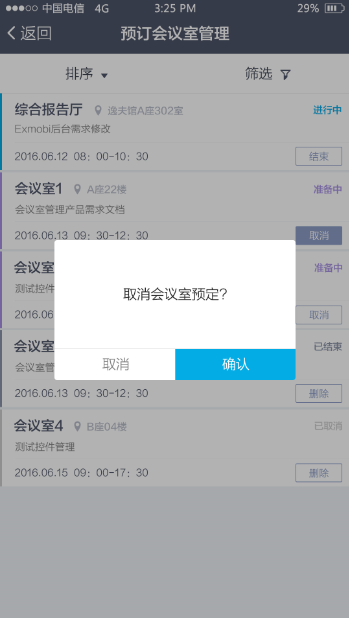 中国电信 4G 3:25 PM 29%
返回 预订会议室管理
排序 筛选
综合报告厅 逸夫馆A座302室 进行中
Exmobi后台需求修改
2016.06.12 08：00-10：30 结束
会议室1 A座22楼 准备中
会议室管理产品需求文档
2016.06.13 09：30-12：30 取消
会议室 准备中
测试控件
2016.06 取消
取消会议室预定?
取消 确认
会议室 已结束
会议室管
2016.06.13 09：30-12：30 删除
会议室4 B座04楼 已取消
测试控件管理
2016.06.15 09：00-17：30 删除